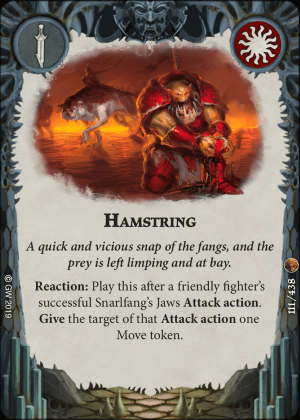 HAMSTRING
A quick and vicious snap of the fangs, and the
prey is left limping and at bay.
Reaction: Play this after a friendly fighter's
successful Snarlfang's Jaws Attack action.
Give the target of that Attack action one
Move token.
© GW 2019
111/438